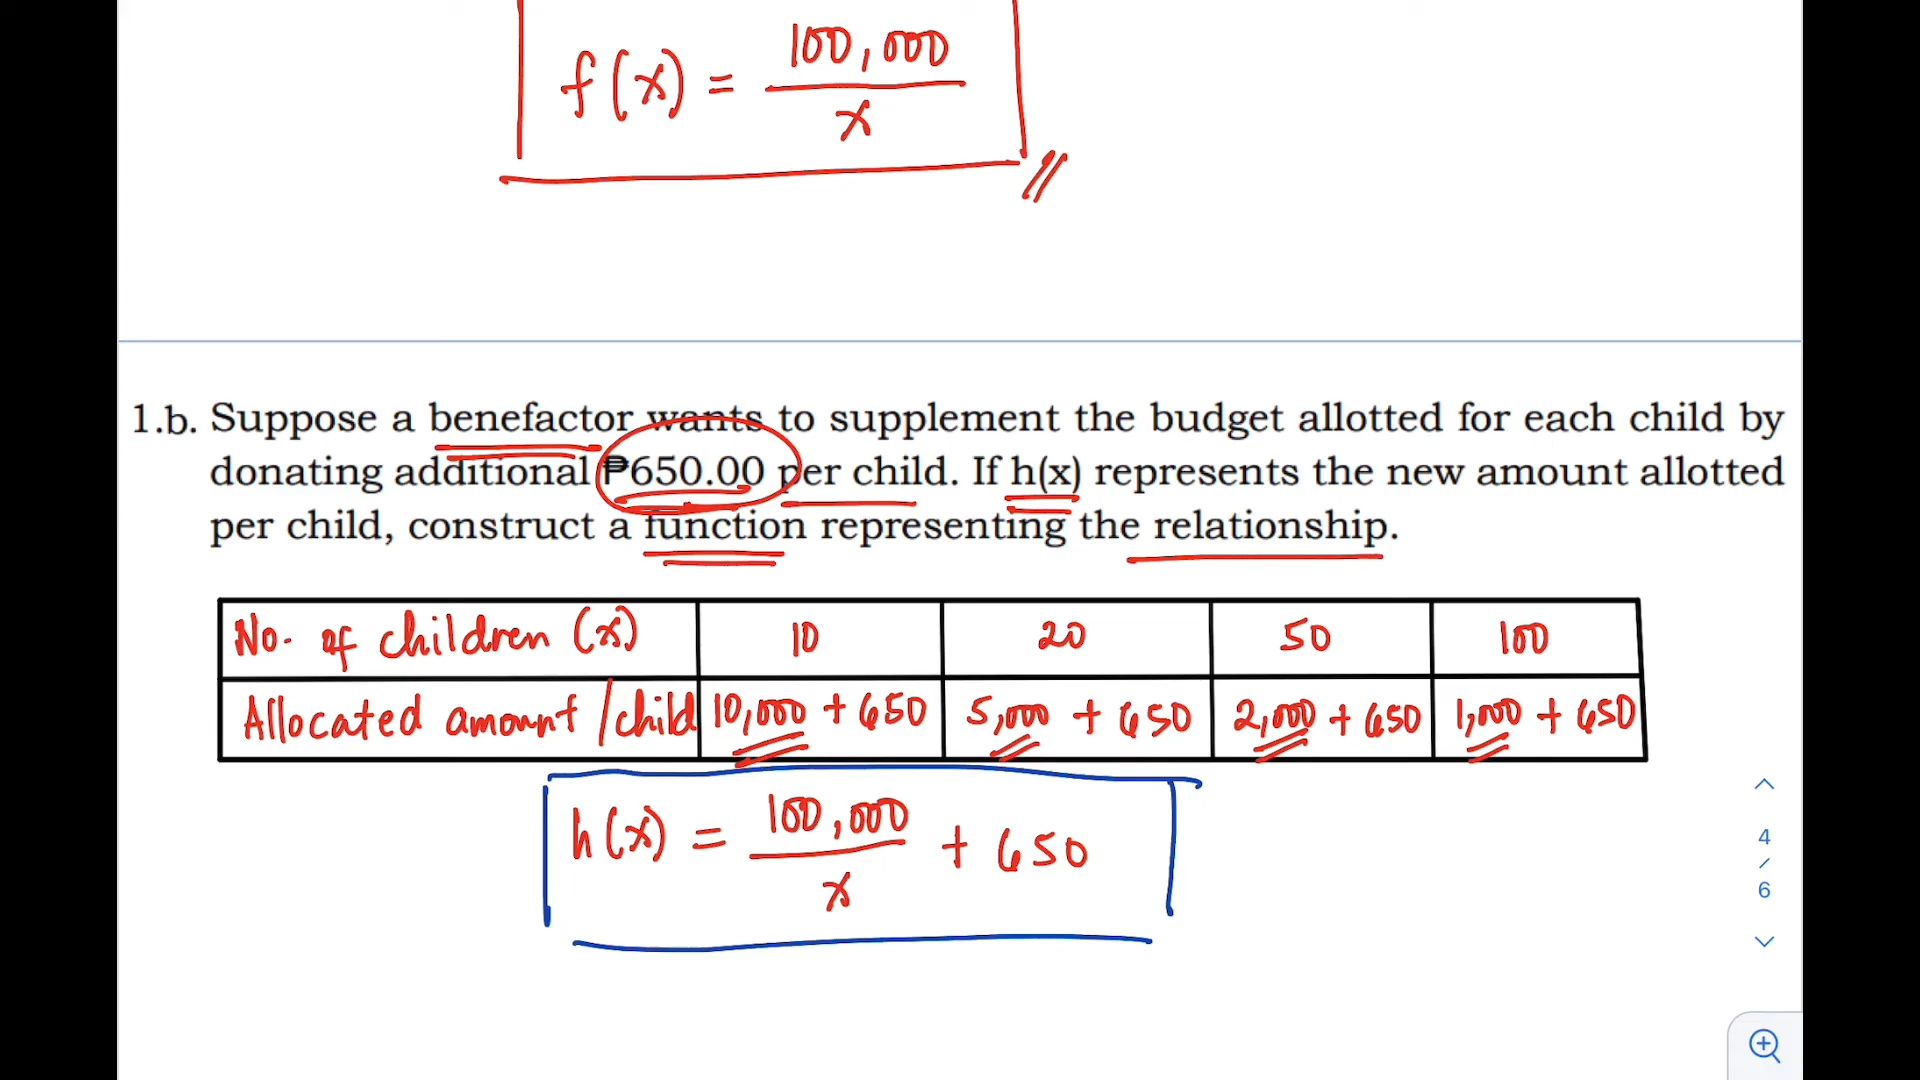 f(x) = 100,000 / x
1.b. Suppose a benefactor wants to supplement the budget allotted for each child by
donating additional ₱650.00 per child. If h(x) represents the new amount allotted
per child, construct a function representing the relationship.
No. of children (x) 10 20 50 100
Allocated amount /child 10,000 + 650 5,000 + 650 2,000 + 650 1,000 + 650
h(x) = 100,000 / x + 650
4
/
6